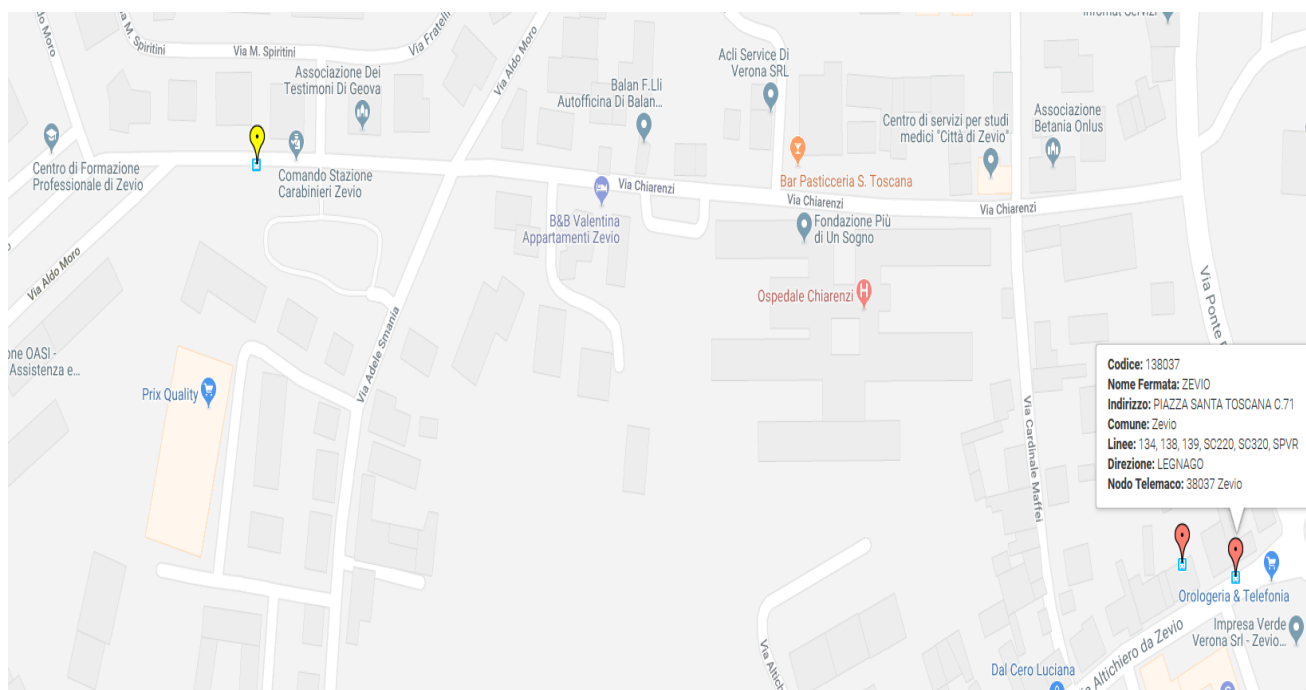 Via M. Spiritini
Via M. Spiritini
Via Fratelli
Via Aldo Moro
Associazione Dei
Testimoni Di Geova
Balan F.Lli
Autofficina Di Balan...
Acli Service Di
Verona SRL
Centro di servizi per studi
medici "Città di Zevio"
Associazione
Betania Onlus
Centro di Formazione
Professionale di Zevio
Comando Stazione
Carabinieri Zevio
Bar Pasticceria S. Toscana
Via Chiarenzi
Via Chiarenzi
Via Chiarenzi
B&B Valentina
Appartamenti Zevio
Fondazione Più
di Un Sogno
Via Aldo Moro
Ospedale Chiarenzi
H
Via Ponte
Via Adele Smania
one OASI -
Assistenza e...
Prix Quality
Codice: 138037
Nome Fermata: ZEVIO
Indirizzo: PIAZZA SANTA TOSCANA C.71
Comune: Zevio
Linee: 134, 138, 139, SC220, SC320, SPVR
Direzione: LEGNAGO
Nodo Telemaco: 38037 Zevio
Via Cardinale Maffei
Orologeria & Telefonia
Impresa Verde
Verona Srl - Zevio...
Via Altichiero da Zevio
Dal Cero Luciana